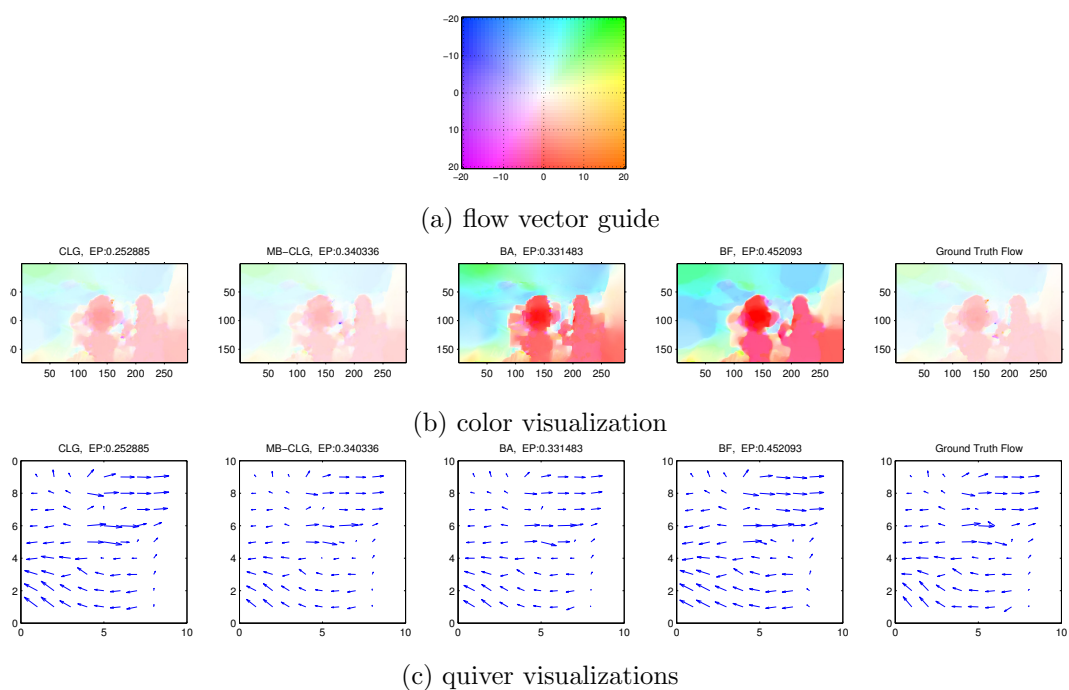 −20
−10
0
10
20
−20 −10 0 10 20
(a) flow vector guide
CLG, EP:0.252885 MB−CLG, EP:0.340336 BA, EP:0.331483 BF, EP:0.452093 Ground Truth Flow
0 50 50 50 50
0 100 100 100 100
0 150 150 150 150
50 100 150 200 250 50 100 150 200 250 50 100 150 200 250 50 100 150 200 250 50 100 150 200 250
(b) color visualization
CLG, EP:0.252885 MB−CLG, EP:0.340336 BA, EP:0.331483 BF, EP:0.452093 Ground Truth Flow
10 10 10 10 10
8 8 8 8 8
6 6 6 6 6
4 4 4 4 4
2 2 2 2 2
0 0 0 0 0
0 5 10 0 5 10 0 5 10 0 5 10 0 5 10
(c) quiver visualizations